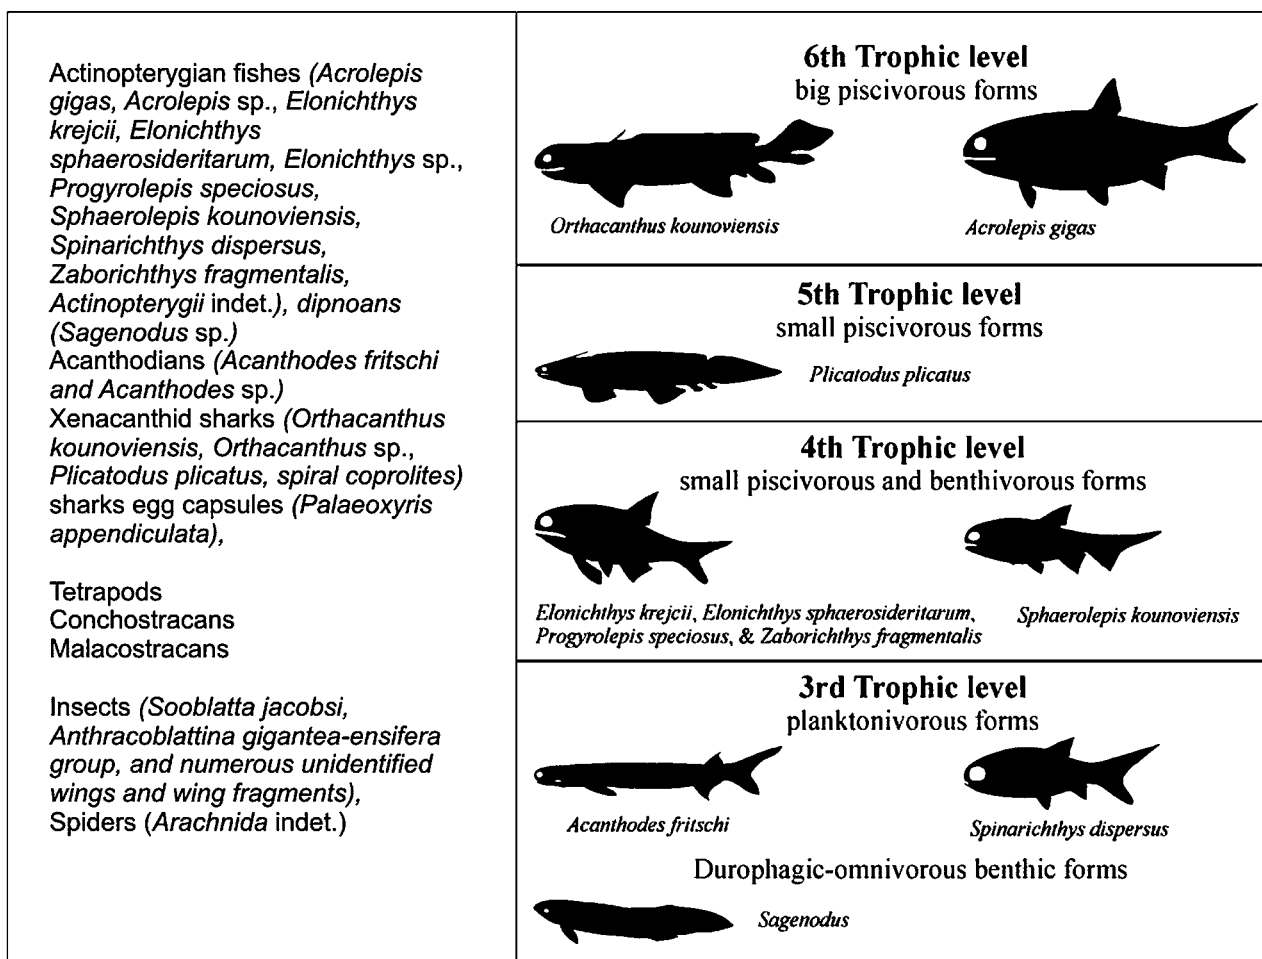 Actinopterygian fishes (Acrolepis
gigas, Acrolepis sp., Elonichthys
krejcii, Elonichthys
sphaerosideritarum, Elonichthys sp.,
Progyrolepis speciosus,
Sphaerolepis kounoviensis,
Spinarichthys dispersus,
Zaborichthys fragmentalis,
Actinopterygii indet.), dipnoans
(Sagenodus sp.)
Acanthodians (Acanthodes fritschi
and Acanthodes sp.)
Xenacanthid sharks (Orthacanthus
kounoviensis, Orthacanthus sp.,
Plicatodus plicatus, spiral coprolites)
sharks egg capsules (Palaeoxyris
appendiculata),
Tetrapods
Conchostracans
Malacostracans
Insects (Sooblatta jacobsi,
Anthracoblattina gigantea-ensifera
group, and numerous unidentified
wings and wing fragments),
Spiders (Arachnida indet.)
6th Trophic level
big piscivorous forms
Orthacanthus kounoviensis
Acrolepis gigas
5th Trophic level
small piscivorous forms
Plicatodus plicatus
4th Trophic level
small piscivorous and benthivorous forms
Elonichthys krejcii, Elonichthys sphaerosideritarum,
Progyrolepis speciosus, & Zaborichthys fragmentalis
Sphaerolepis kounoviensis
3rd Trophic level
planktonivorous forms
Acanthodes fritschi
Spinarichthys dispersus
Durophagic-omnivorous benthic forms
Sagenodus